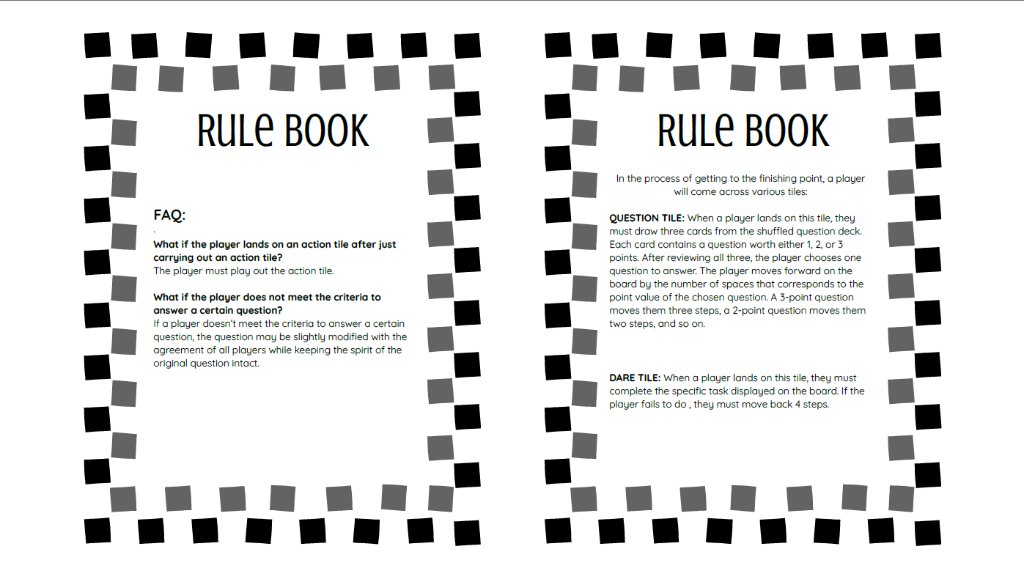 RULE BOOK
FAQ:
.
What if the player lands on an action tile after just
carrying out an action tile?
The player must play out the action tile.
What if the player does not meet the criteria to
answer a certain question?
If a player doesn't meet the criteria to answer a certain
question, the question may be slightly modified with the
agreement of all players while keeping the spirit of the
original question intact.
RULE BOOK
In the process of getting to the finishing point, a player
will come across various tiles:
QUESTION TILE: When a player lands on this tile, they
must draw three cards from the shuffled question deck.
Each card contains a question worth either 1, 2, or 3
points. After reviewing all three, the player chooses one
question to answer. The player moves forward on the
board by the number of spaces that corresponds to the
point value of the chosen question. A 3-point question
moves them three steps, a 2-point question moves them
two steps, and so on.
DARE TILE: When a player lands on this tile, they must
complete the specific task displayed on the board. If the
player fails to do , they must move back 4 steps.